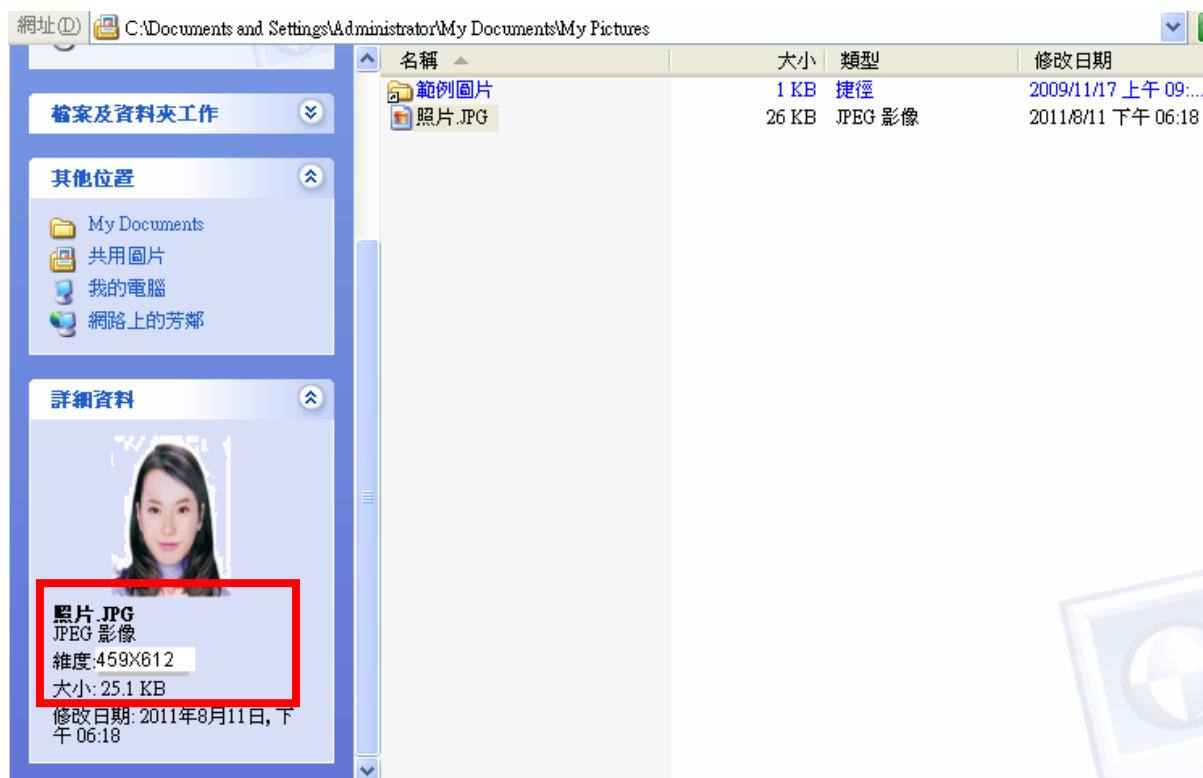 網址(D) C:\Documents and Settings\Administrator\My Documents\My Pictures
名稱 大小 類型 修改日期
範例圖片 1 KB 捷徑 2009/11/17 上午 09:...
照片.JPG 26 KB JPEG 影像 2011/8/11 下午 06:18
檔案及資料夾工作
其他位置
My Documents
共用圖片
我的電腦
網路上的芳鄰
詳細資料
照片.JPG
JPEG 影像
維度:459X612
大小: 25.1 KB
修改日期: 2011年8月11日, 下
午 06:18